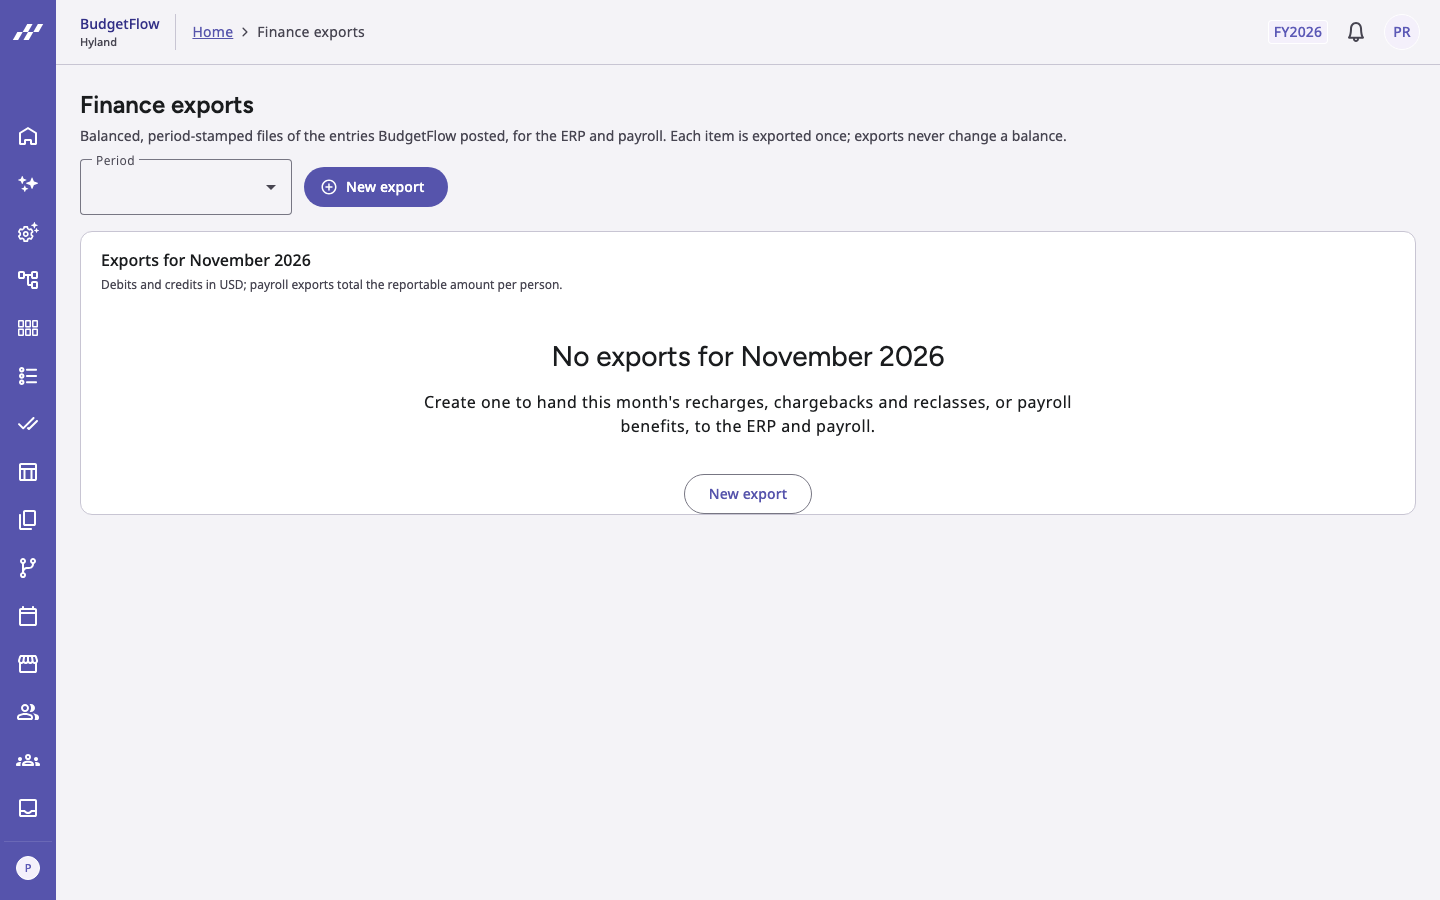 BudgetFlow
Hyland
Home
Finance exports
FY2026
PR
Finance exports
Balanced, period-stamped files of the entries BudgetFlow posted, for the ERP and payroll. Each item is exported once; exports never change a balance.
Period
New export
Exports for November 2026
Debits and credits in USD; payroll exports total the reportable amount per person.
No exports for November 2026
Create one to hand this month's recharges, chargebacks and reclasses, or payroll
benefits, to the ERP and payroll.
New export
P